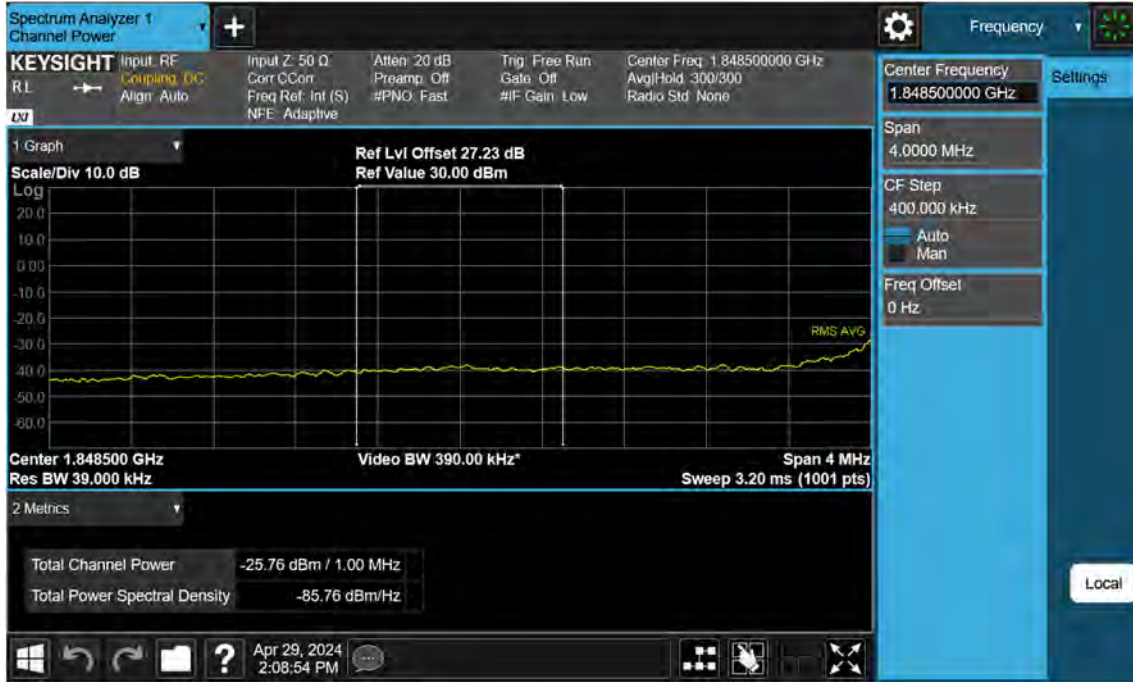 Spectrum Analyzer 1
Channel Power
+
Frequency
KEYSIGHT
RL
LXI
Input: RF
Coupling: DC
Align: Auto
Input Z: 50 Ω
Corr CCorr
Freq Ref: Int (S)
NFE: Adaptive
Atten: 20 dB
Preamp: Off
#PNO: Fast
Trig: Free Run
Gate: Off
#IF Gain: Low
Center Freq: 1.848500000 GHz
Avg|Hold: 300/300
Radio Std: None
Center Frequency
1.848500000 GHz
Settings
Span
4.0000 MHz
CF Step
400.000 kHz
Auto
Man
Freq Offset
0 Hz
1 Graph
Scale/Div 10.0 dB
Ref Lvl Offset 27.23 dB
Ref Value 30.00 dBm
Log
20.0
10.0
0.00
-10.0
-20.0
-30.0
-40.0
-50.0
-60.0
RMS AVG
Center 1.848500 GHz
Video BW 390.00 kHz*
Span 4 MHz
Res BW 39.000 kHz
Sweep 3.20 ms (1001 pts)
2 Metrics
Total Channel Power
-25.76 dBm / 1.00 MHz
Total Power Spectral Density
-85.76 dBm/Hz
Local
?
Apr 29, 2024
2:08:54 PM